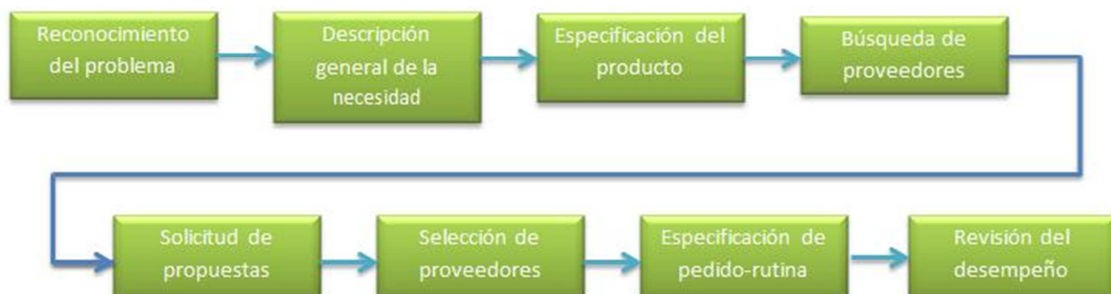 Reconocimiento
del problema
Descripción
general de la
necesidad
Especificación del
producto
Búsqueda de
proveedores
Solicitud de
propuestas
Selección de
proveedores
Especificación de
pedido-rutina
Revisión del
desempeño